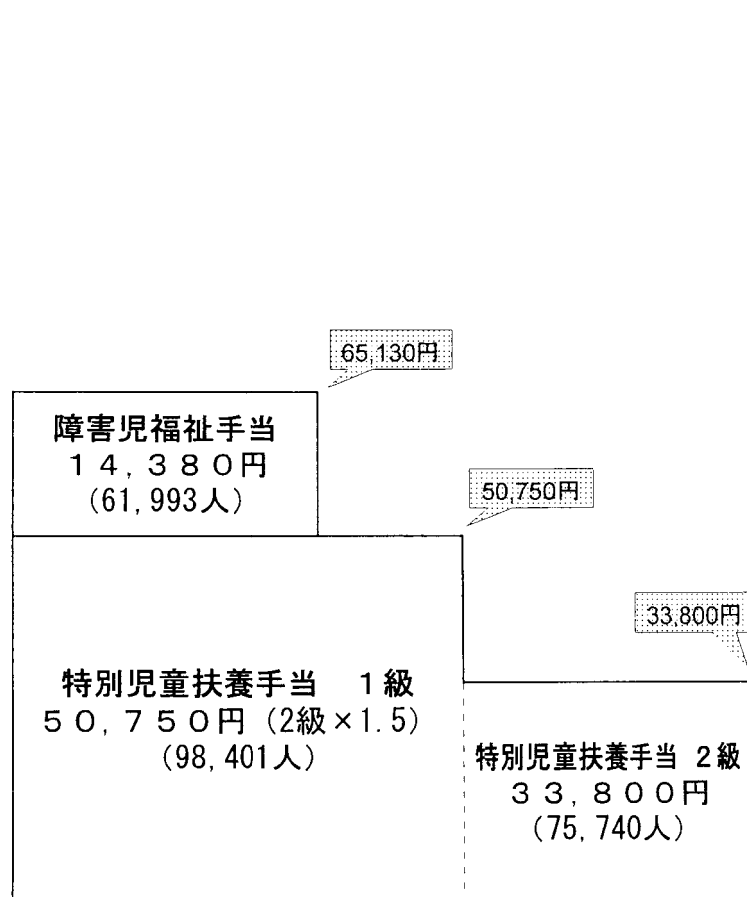 65,130円
障害児福祉手当
１４,３８０円
(61,993人)
50,750円
33,800円
特別児童扶養手当　１級
５０,７５０円（2級×1.5）
(98,401人)
特別児童扶養手当 ２級
３３,８００円
(75,740人)